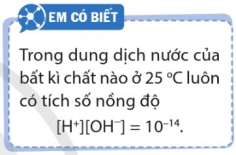 EM CÓ BIẾT
Trong dung dịch nước của
bất kì chất nào ở 25 °C luôn
có tích số nồng độ
[H⁺][OH⁻] = 10⁻¹⁴.